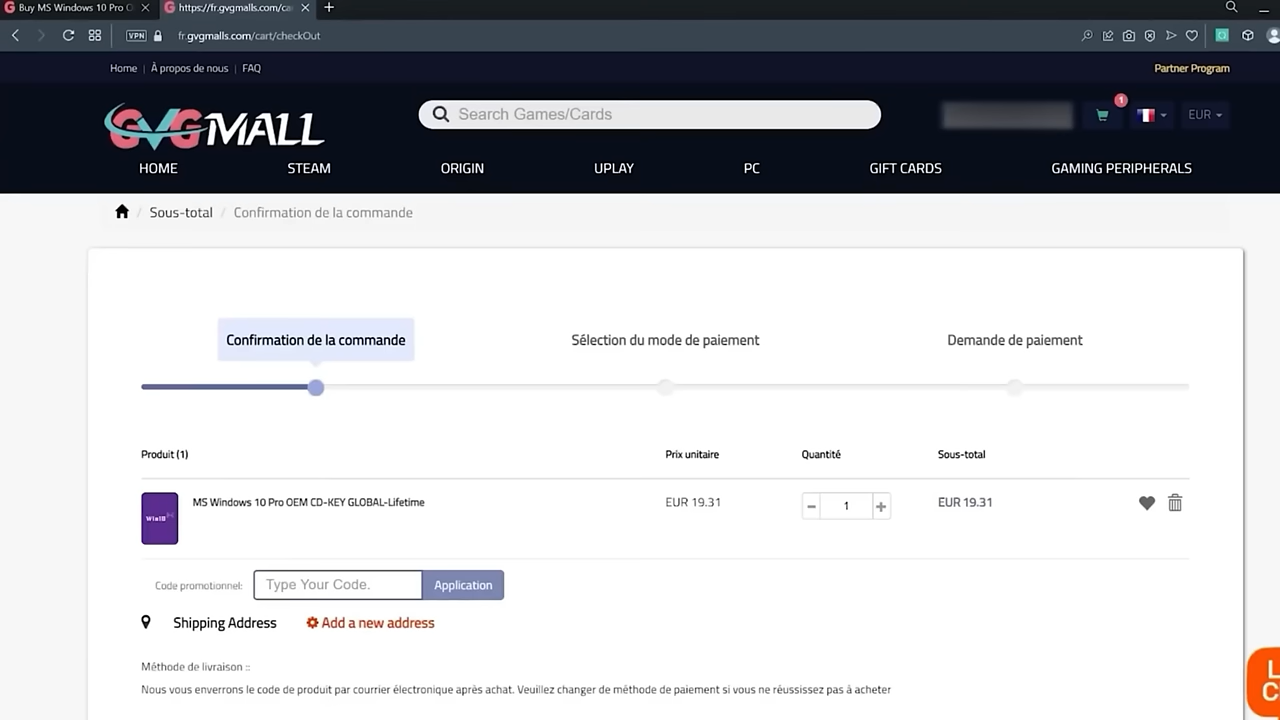 Buy MS Windows 10 Pro O
https://fr.gvgmalls.com/ca
VPN
fr.gvgmalls.com/cart/checkOut
Home | À propos de nous | FAQ
Partner Program
GVGMALL
Search Games/Cards
1
EUR
HOME
STEAM
ORIGIN
UPLAY
PC
GIFT CARDS
GAMING PERIPHERALS
/ Sous-total / Confirmation de la commande
Confirmation de la commande
Sélection du mode de paiement
Demande de paiement
Produit (1)
Prix unitaire
Quantité
Sous-total
MS Windows 10 Pro OEM CD-KEY GLOBAL-Lifetime
EUR 19.31
- 1 +
EUR 19.31
Code promotionnel:
Type Your Code.
Application
Shipping Address
Add a new address
Méthode de livraison ::
Nous vous enverrons le code de produit par courrier électronique après achat. Veuillez changer de méthode de paiement si vous ne réussissez pas à acheter
L
C